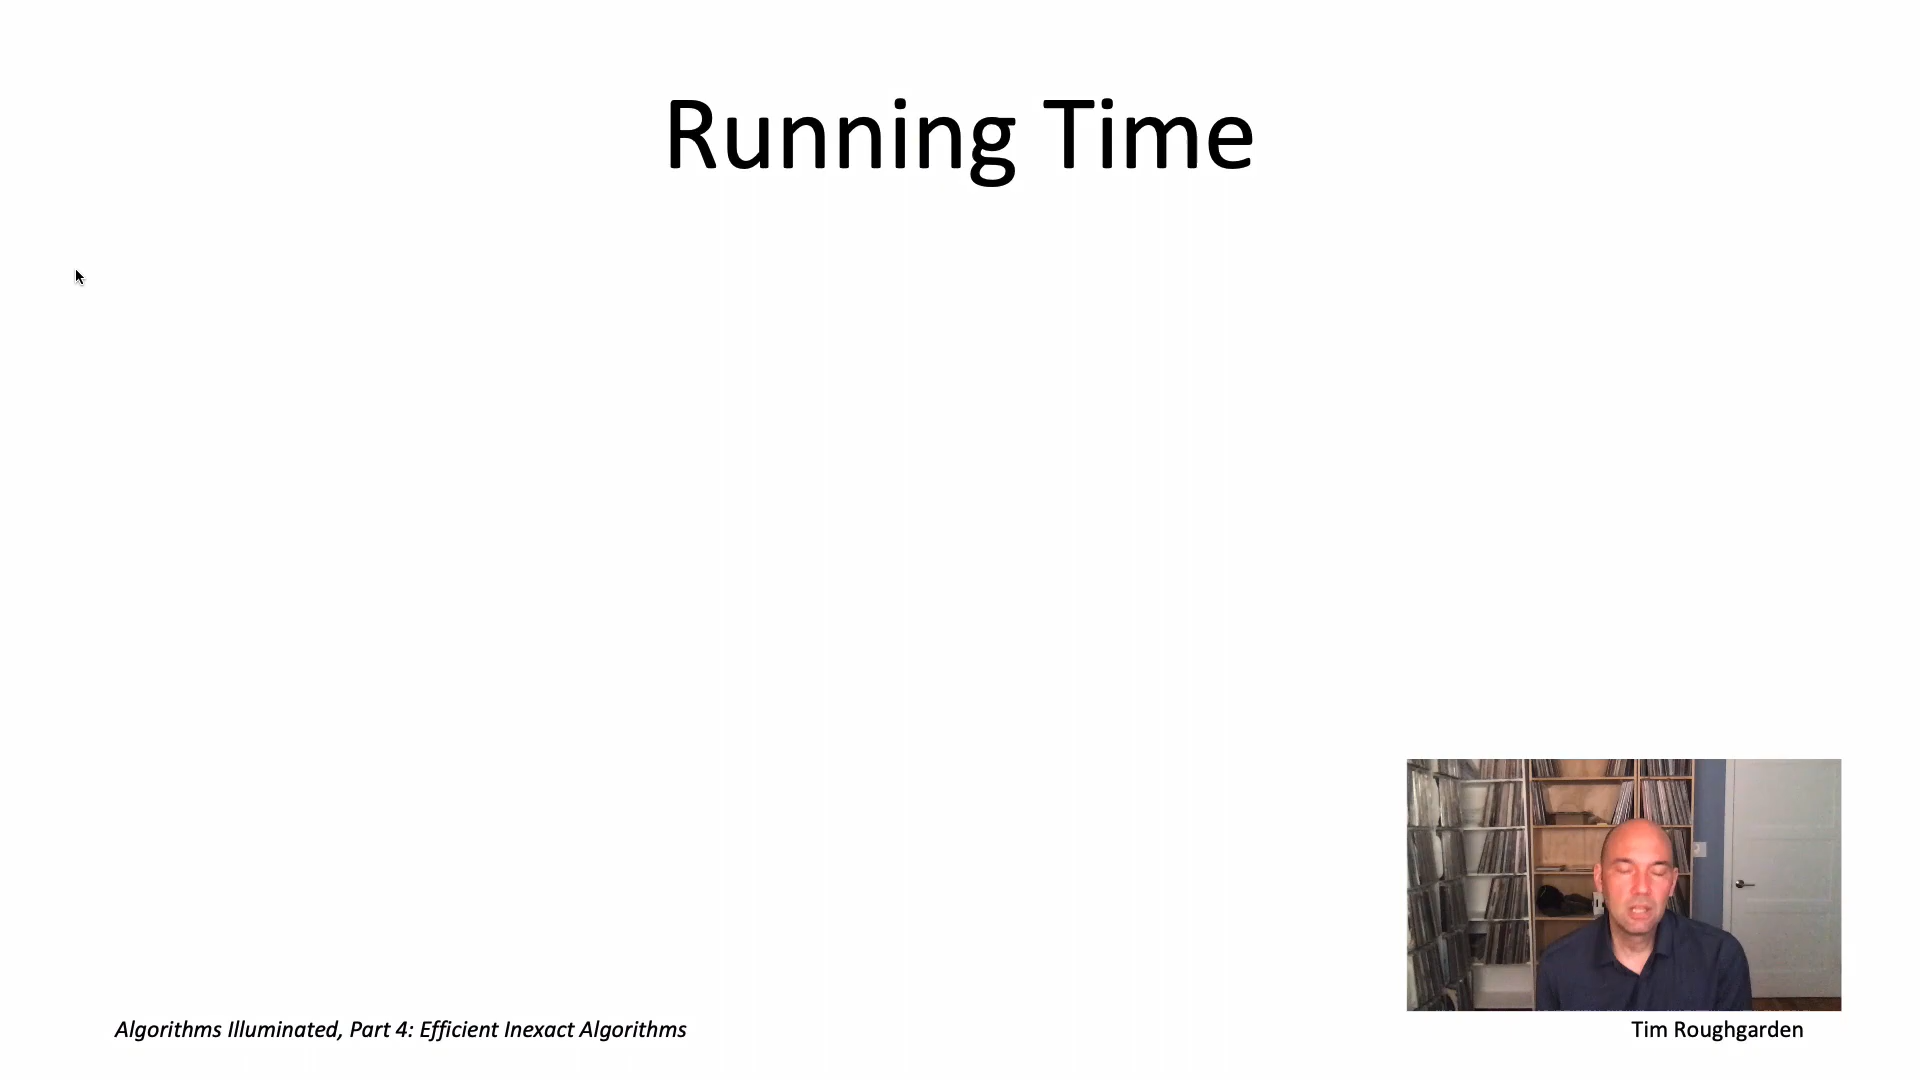 Running Time
Algorithms Illuminated, Part 4: Efficient Inexact Algorithms
Tim Roughgarden